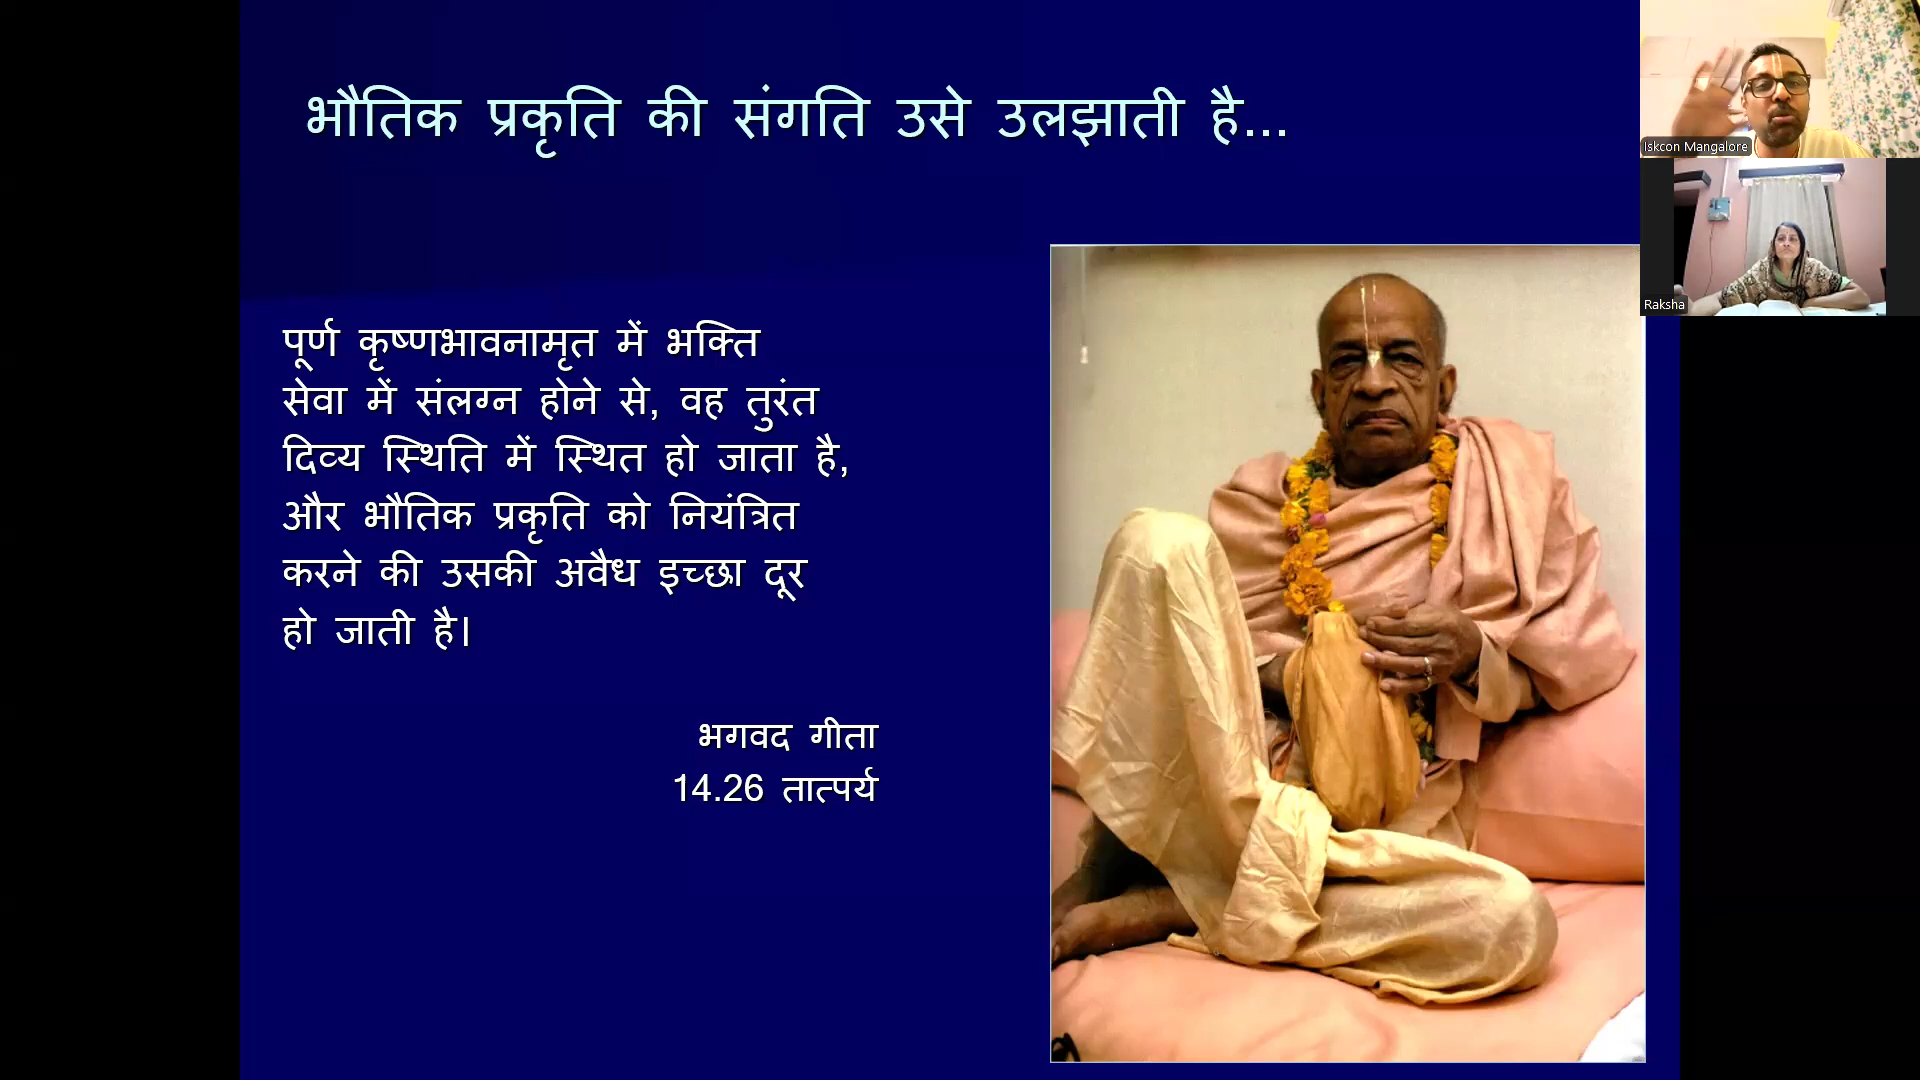 भौतिक प्रकृति की संगति उसे उलझाती है...
पूर्ण कृष्णभावनामृत में भक्ति
सेवा में संलग्न होने से, वह तुरंत
दिव्य स्थिति में स्थित हो जाता है,
और भौतिक प्रकृति को नियंत्रित
करने की उसकी अवैध इच्छा दूर
हो जाती है।
भगवद गीता
14.26 तात्पर्य
Iskcon Mangalore
Raksha